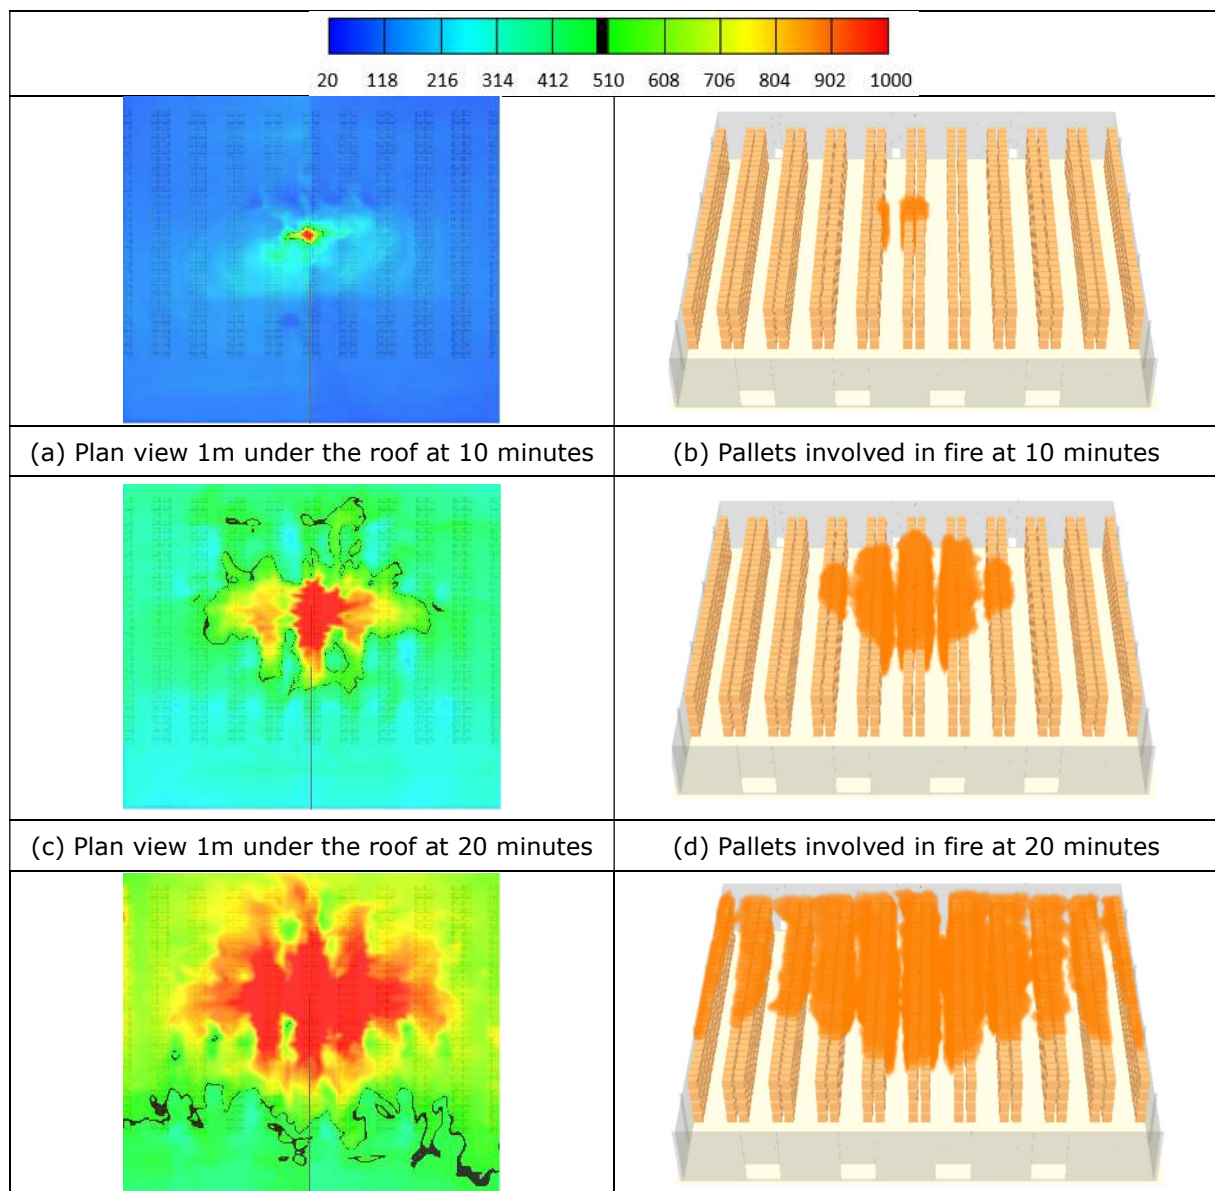 20 118 216 314 412 510 608 706 804 902 1000
(a) Plan view 1m under the roof at 10 minutes
(b) Pallets involved in fire at 10 minutes
(c) Plan view 1m under the roof at 20 minutes
(d) Pallets involved in fire at 20 minutes